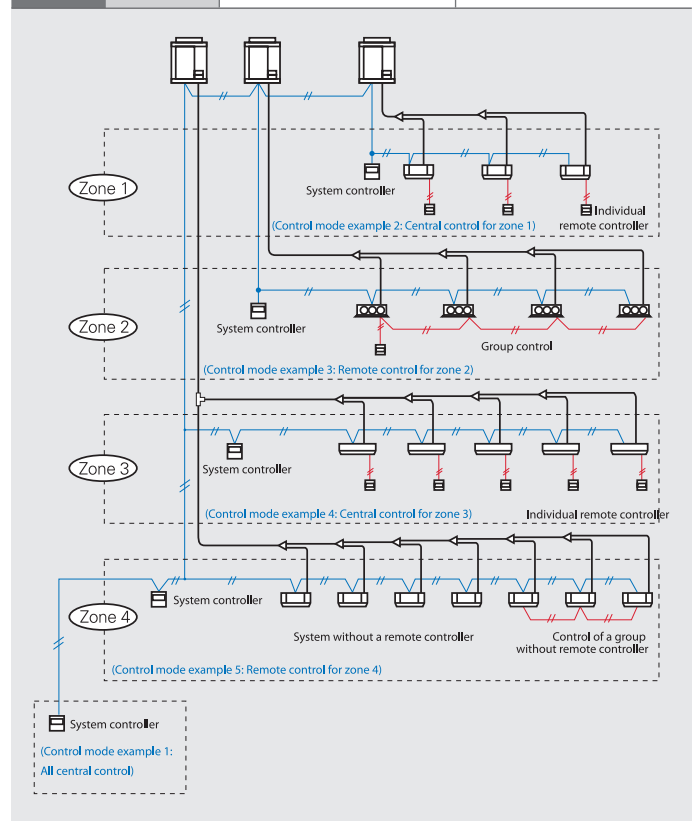 Zone 1
System controller
Individual
remote controller
(Control mode example 2: Central control for zone 1)
Zone 2
System controller
Group control
(Control mode example 3: Remote control for zone 2)
Zone 3
System controller
(Control mode example 4: Central control for zone 3)
Individual remote controller
Zone 4
System controller
System without a remote controller
Control of a group
without remote controller
(Control mode example 5: Remote control for zone 4)
System controller
(Control mode example 1:
All central control)